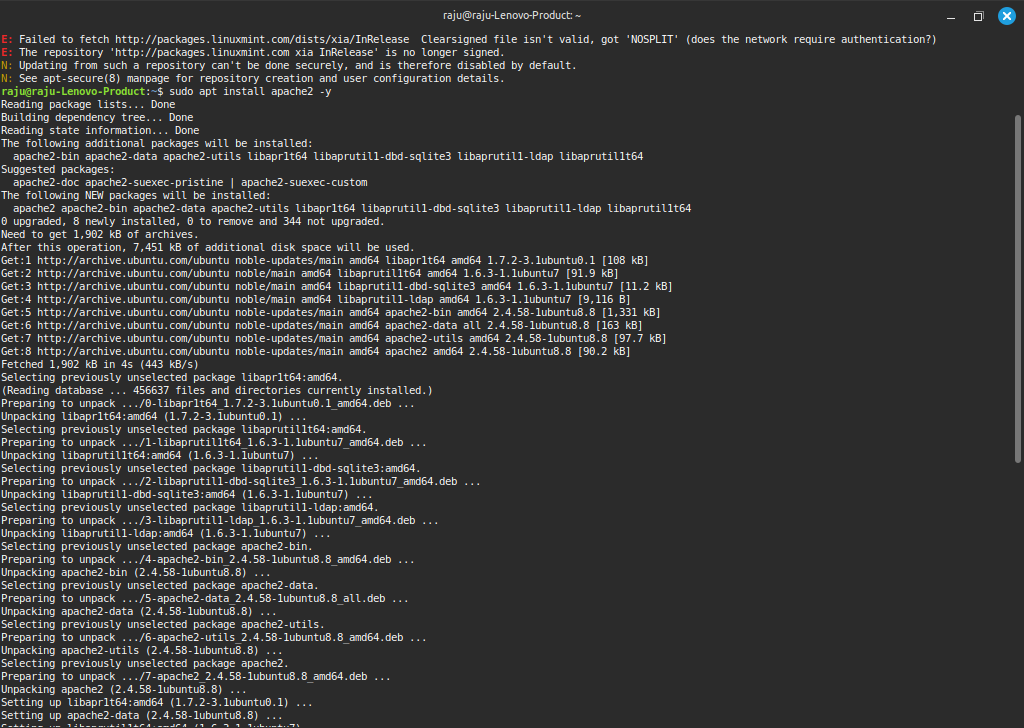 raju@raju-Lenovo-Product: ~
E: Failed to fetch http://packages.linuxmint.com/dists/xia/InRelease  Clearsigned file isn't valid, got 'NOSPLIT' (does the network require authentication?)
E: The repository 'http://packages.linuxmint.com xia InRelease' is no longer signed.
N: Updating from such a repository can't be done securely, and is therefore disabled by default.
N: See apt-secure(8) manpage for repository creation and user configuration details.
raju@raju-Lenovo-Product:~$ sudo apt install apache2 -y
Reading package lists... Done
Building dependency tree... Done
Reading state information... Done
The following additional packages will be installed:
  apache2-bin apache2-data apache2-utils libapr1t64 libaprutil1-dbd-sqlite3 libaprutil1-ldap libaprutil1t64
Suggested packages:
  apache2-doc apache2-suexec-pristine | apache2-suexec-custom
The following NEW packages will be installed:
  apache2 apache2-bin apache2-data apache2-utils libapr1t64 libaprutil1-dbd-sqlite3 libaprutil1-ldap libaprutil1t64
0 upgraded, 8 newly installed, 0 to remove and 344 not upgraded.
Need to get 1,902 kB of archives.
After this operation, 7,451 kB of additional disk space will be used.
Get:1 http://archive.ubuntu.com/ubuntu noble-updates/main amd64 libapr1t64 amd64 1.7.2-3.1ubuntu0.1 [108 kB]
Get:2 http://archive.ubuntu.com/ubuntu noble/main amd64 libaprutil1t64 amd64 1.6.3-1.1ubuntu7 [91.9 kB]
Get:3 http://archive.ubuntu.com/ubuntu noble/main amd64 libaprutil1-dbd-sqlite3 amd64 1.6.3-1.1ubuntu7 [11.2 kB]
Get:4 http://archive.ubuntu.com/ubuntu noble/main amd64 libaprutil1-ldap amd64 1.6.3-1.1ubuntu7 [9,116 B]
Get:5 http://archive.ubuntu.com/ubuntu noble-updates/main amd64 apache2-bin amd64 2.4.58-1ubuntu8.8 [1,331 kB]
Get:6 http://archive.ubuntu.com/ubuntu noble-updates/main amd64 apache2-data all 2.4.58-1ubuntu8.8 [163 kB]
Get:7 http://archive.ubuntu.com/ubuntu noble-updates/main amd64 apache2-utils amd64 2.4.58-1ubuntu8.8 [97.7 kB]
Get:8 http://archive.ubuntu.com/ubuntu noble-updates/main amd64 apache2 amd64 2.4.58-1ubuntu8.8 [90.2 kB]
Fetched 1,902 kB in 4s (443 kB/s)
Selecting previously unselected package libapr1t64:amd64.
(Reading database ... 456637 files and directories currently installed.)
Preparing to unpack .../0-libapr1t64_1.7.2-3.1ubuntu0.1_amd64.deb ...
Unpacking libapr1t64:amd64 (1.7.2-3.1ubuntu0.1) ...
Selecting previously unselected package libaprutil1t64:amd64.
Preparing to unpack .../1-libaprutil1t64_1.6.3-1.1ubuntu7_amd64.deb ...
Unpacking libaprutil1t64:amd64 (1.6.3-1.1ubuntu7) ...
Selecting previously unselected package libaprutil1-dbd-sqlite3:amd64.
Preparing to unpack .../2-libaprutil1-dbd-sqlite3_1.6.3-1.1ubuntu7_amd64.deb ...
Unpacking libaprutil1-dbd-sqlite3:amd64 (1.6.3-1.1ubuntu7) ...
Selecting previously unselected package libaprutil1-ldap:amd64.
Preparing to unpack .../3-libaprutil1-ldap_1.6.3-1.1ubuntu7_amd64.deb ...
Unpacking libaprutil1-ldap:amd64 (1.6.3-1.1ubuntu7) ...
Selecting previously unselected package apache2-bin.
Preparing to unpack .../4-apache2-bin_2.4.58-1ubuntu8.8_amd64.deb ...
Unpacking apache2-bin (2.4.58-1ubuntu8.8) ...
Selecting previously unselected package apache2-data.
Preparing to unpack .../5-apache2-data_2.4.58-1ubuntu8.8_all.deb ...
Unpacking apache2-data (2.4.58-1ubuntu8.8) ...
Selecting previously unselected package apache2-utils.
Preparing to unpack .../6-apache2-utils_2.4.58-1ubuntu8.8_amd64.deb ...
Unpacking apache2-utils (2.4.58-1ubuntu8.8) ...
Selecting previously unselected package apache2.
Preparing to unpack .../7-apache2_2.4.58-1ubuntu8.8_amd64.deb ...
Unpacking apache2 (2.4.58-1ubuntu8.8) ...
Setting up libapr1t64:amd64 (1.7.2-3.1ubuntu0.1) ...
Setting up apache2-data (2.4.58-1ubuntu8.8) ...
Setting up libaprutil1t64:amd64 (1.6.3-1.1ubuntu7) ...